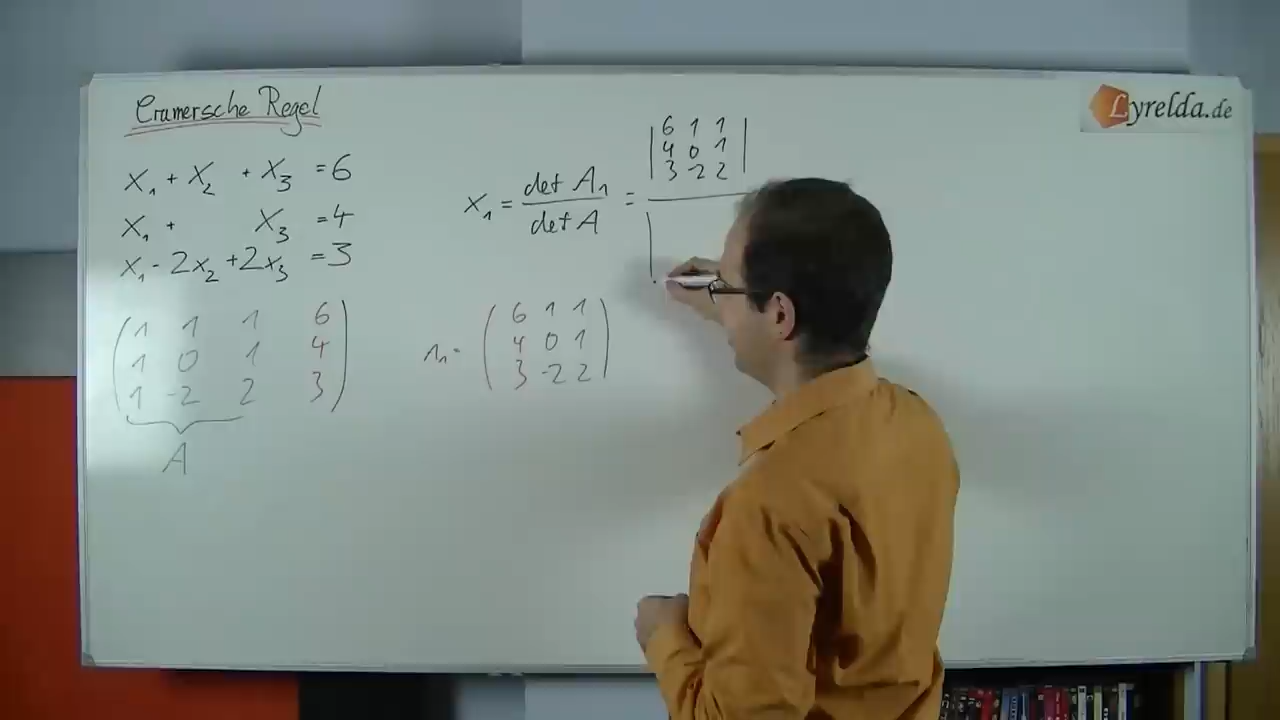 Cramersche Regel
Lyrelda.de
x₁ + x₂ + x₃ = 6
x₁ + x₃ = 4
x₁ - 2x₂ + 2x₃ = 3
x₁ = det A₁ / det A =
|6 1 1|
|4 0 1|
|3 -2 2|
(1 1 1 6)
(1 0 1 4)
(1 -2 2 3)
A
(6 1 1)
(4 0 1)
(3 -2 2)